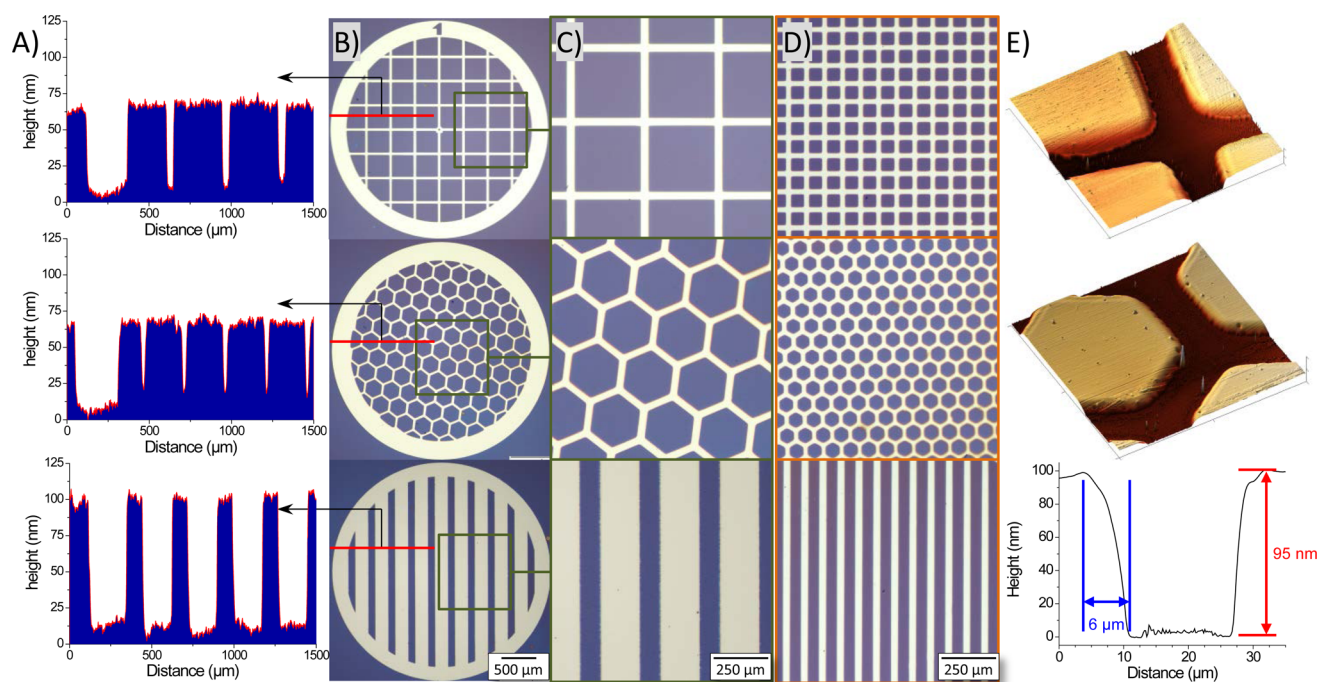 A)
B)
C)
D)
E)
125
100
75
50
25
0
height (nm)
0 500 1000 1500
Distance (µm)
1
125
100
75
50
25
0
height (nm)
0 500 1000 1500
Distance (µm)
125
100
75
50
25
0
height (nm)
0 500 1000 1500
Distance (µm)
500 µm
250 µm
250 µm
100
80
60
40
20
0
Height (nm)
6 µm
95 nm
0 10 20 30
Distance (µm)